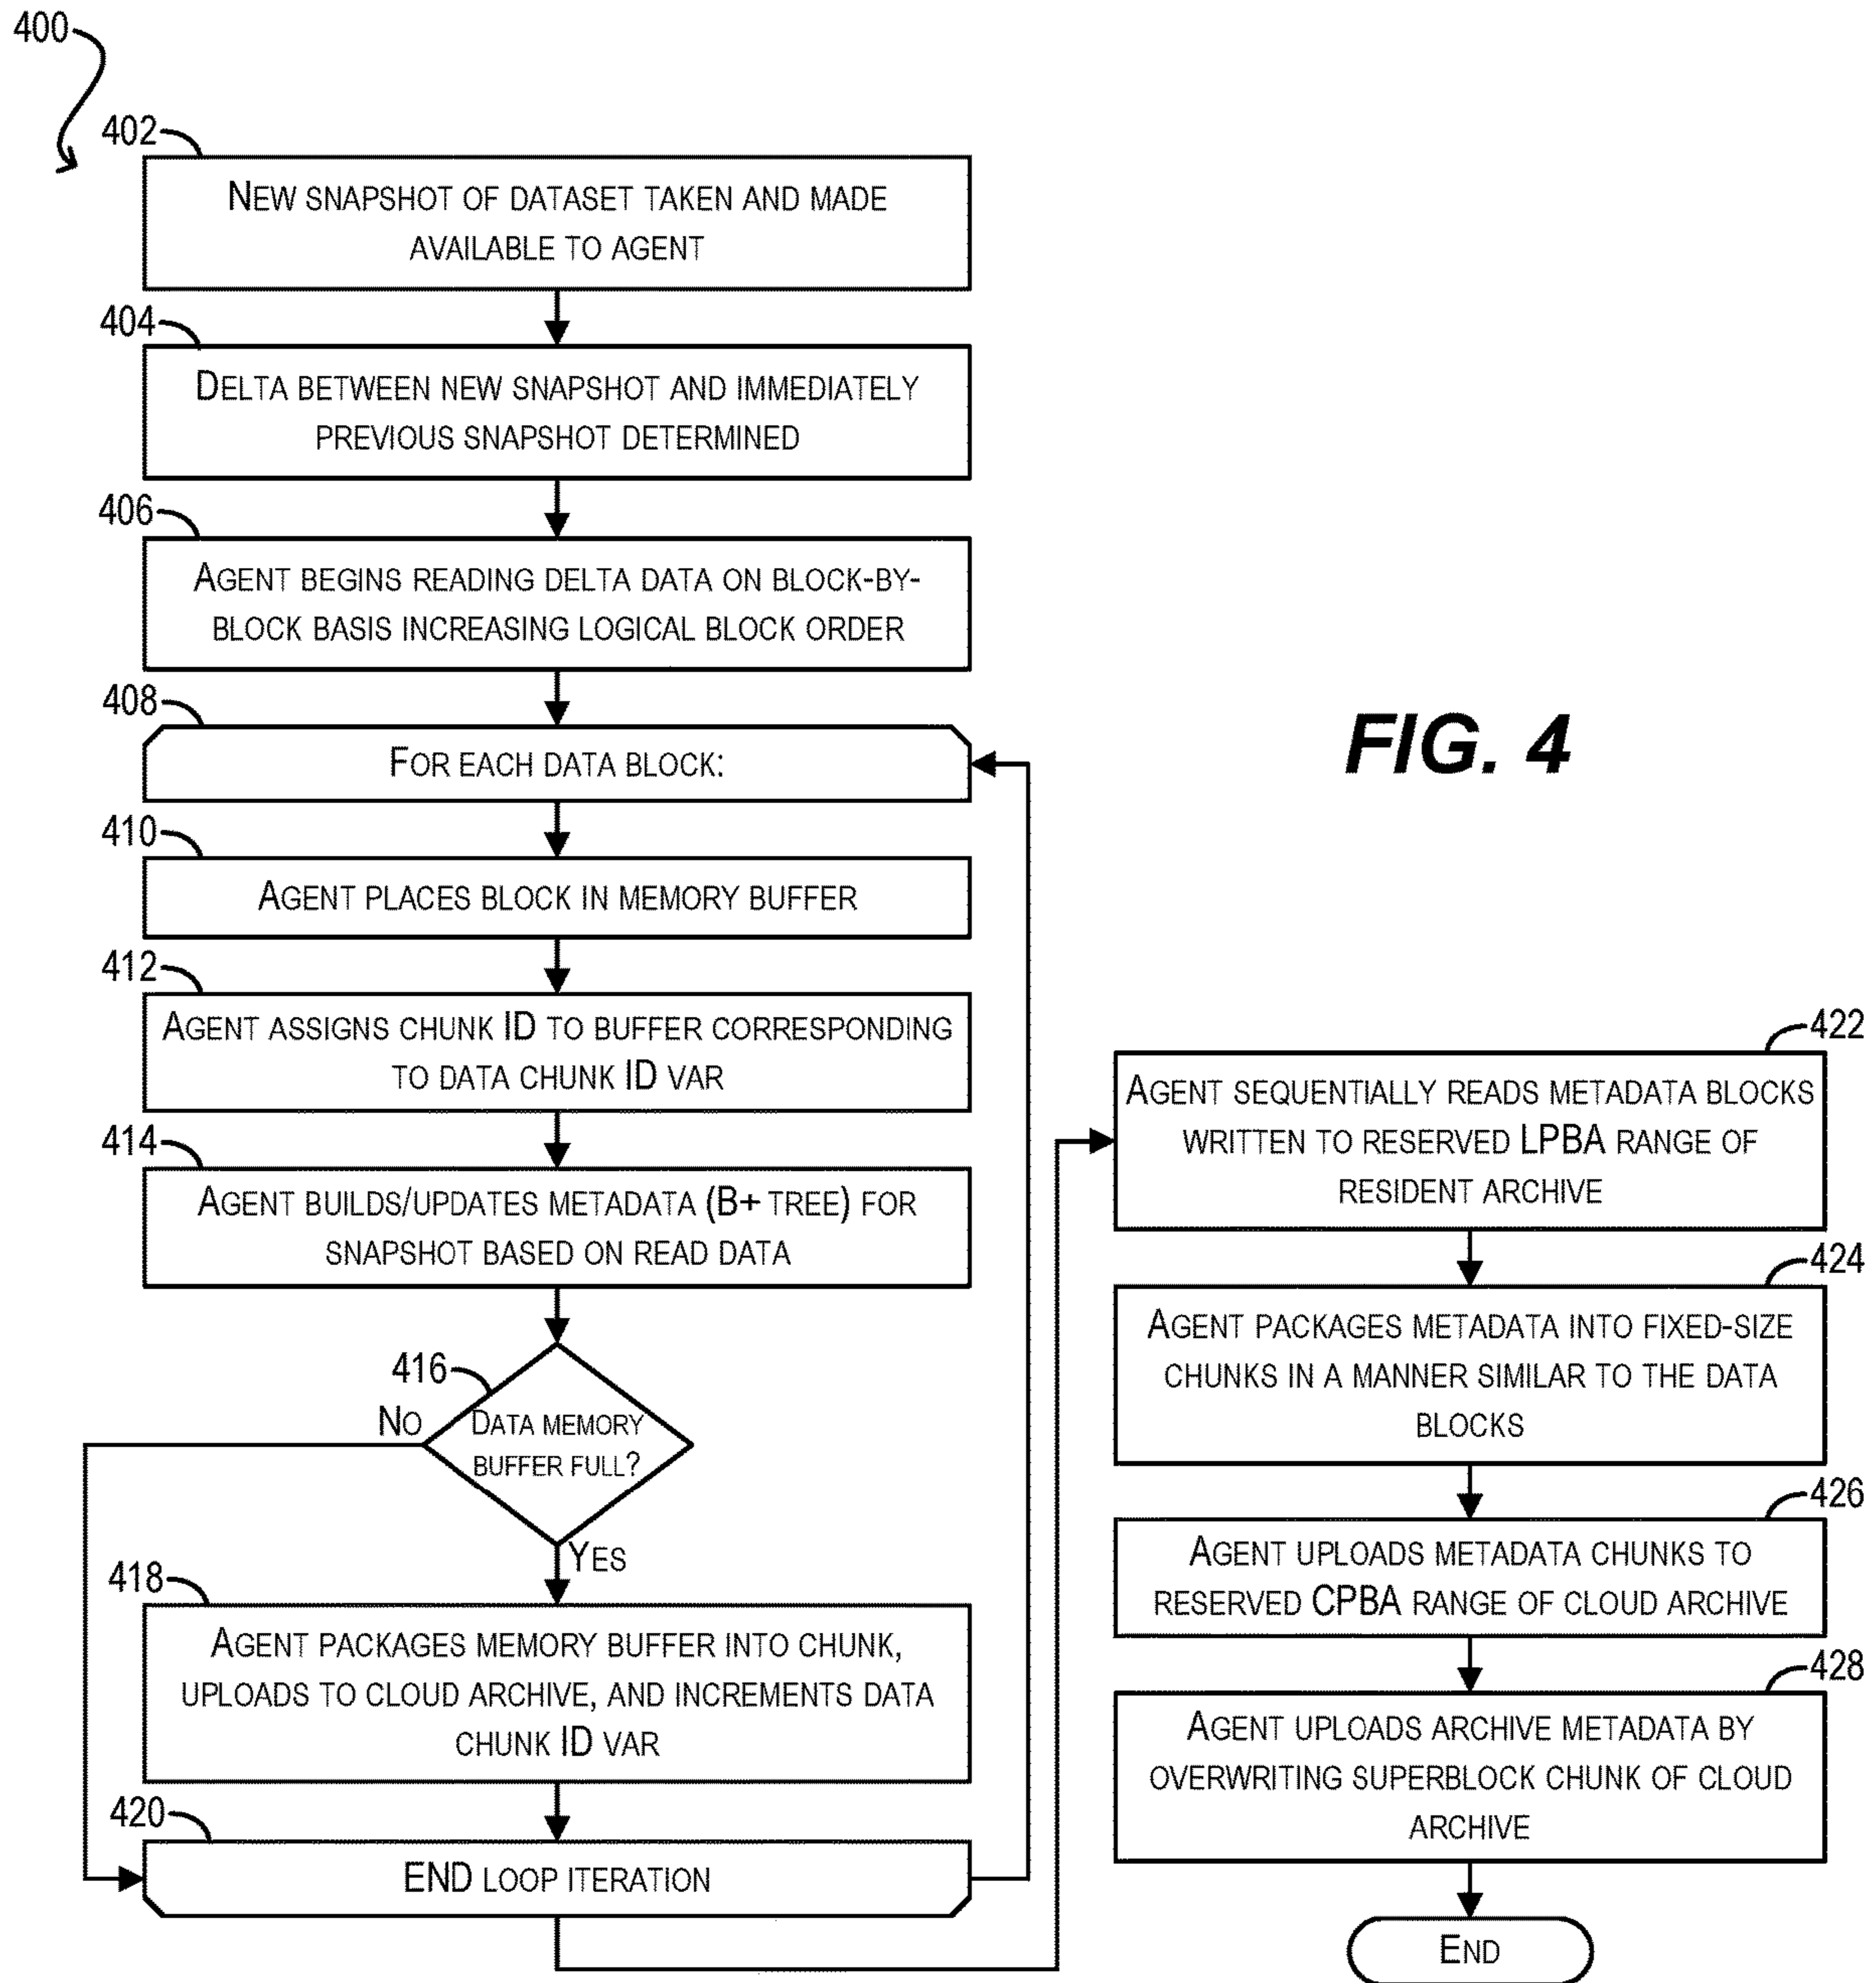 400
402
New snapshot of dataset taken and made
available to agent
404
Delta between new snapshot and immediately
previous snapshot determined
406
Agent begins reading delta data on block-by-
block basis increasing logical block order
408
For each data block:
410
Agent places block in memory buffer
412
Agent assigns chunk ID to buffer corresponding
to data chunk ID var
414
Agent builds/updates metadata (B+ tree) for
snapshot based on read data
416
No
Data memory
buffer full?
Yes
418
Agent packages memory buffer into chunk,
uploads to cloud archive, and increments data
chunk ID var
420
END loop iteration
FIG. 4
422
Agent sequentially reads metadata blocks
written to reserved LPBA range of
resident archive
424
Agent packages metadata into fixed-size
chunks in a manner similar to the data
blocks
426
Agent uploads metadata chunks to
reserved CPBA range of cloud archive
428
Agent uploads archive metadata by
overwriting superblock chunk of cloud
archive
End